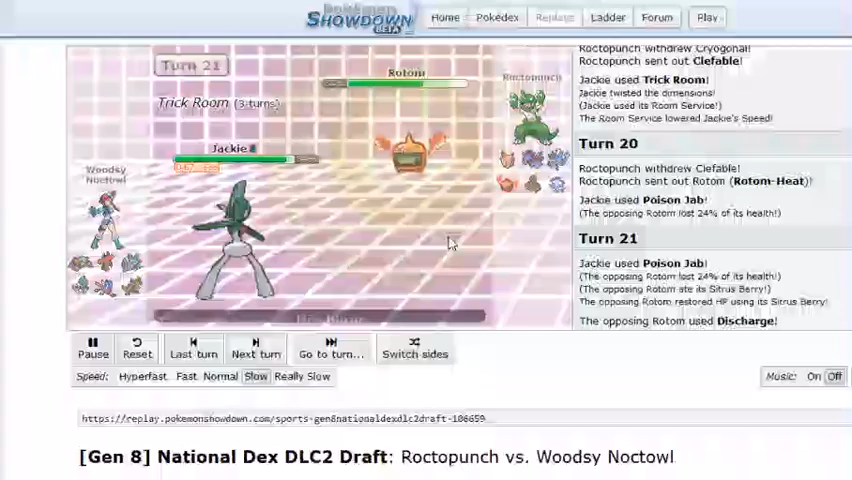 Pokémon
SHOWDOWN
BETA
Home
Pokédex
Replays
Ladder
Forum
Play
Turn 21
Trick Room (3 turns)
Rotom
Roctopunch
Jackie
Woodsy
Noctowl
Roctopunch withdrew Cryogonal!
Roctopunch sent out Clefable!
Jackie used Trick Room!
Jackie twisted the dimensions!
(Jackie used its Room Service!)
The Room Service lowered Jackie's Speed!
Turn 20
Roctopunch withdrew Clefable!
Roctopunch sent out Rotom (Rotom-Heat)!
Jackie used Poison Jab!
(The opposing Rotom lost 24% of its health!)
Turn 21
Jackie used Poison Jab!
(The opposing Rotom lost 24% of its health!)
(The opposing Rotom ate its Sitrus Berry!)
The opposing Rotom restored HP using its Sitrus Berry!
The opposing Rotom used Discharge!
Pause
Reset
Last turn
Next turn
Go to turn...
Switch sides
Speed: Hyperfast Fast Normal Slow Really Slow
Music: On Off
https://replay.pokemonshowdown.com/sports-gen8nationaldexdlc2draft-106659
[Gen 8] National Dex DLC2 Draft: Roctopunch vs. Woodsy Noctowl